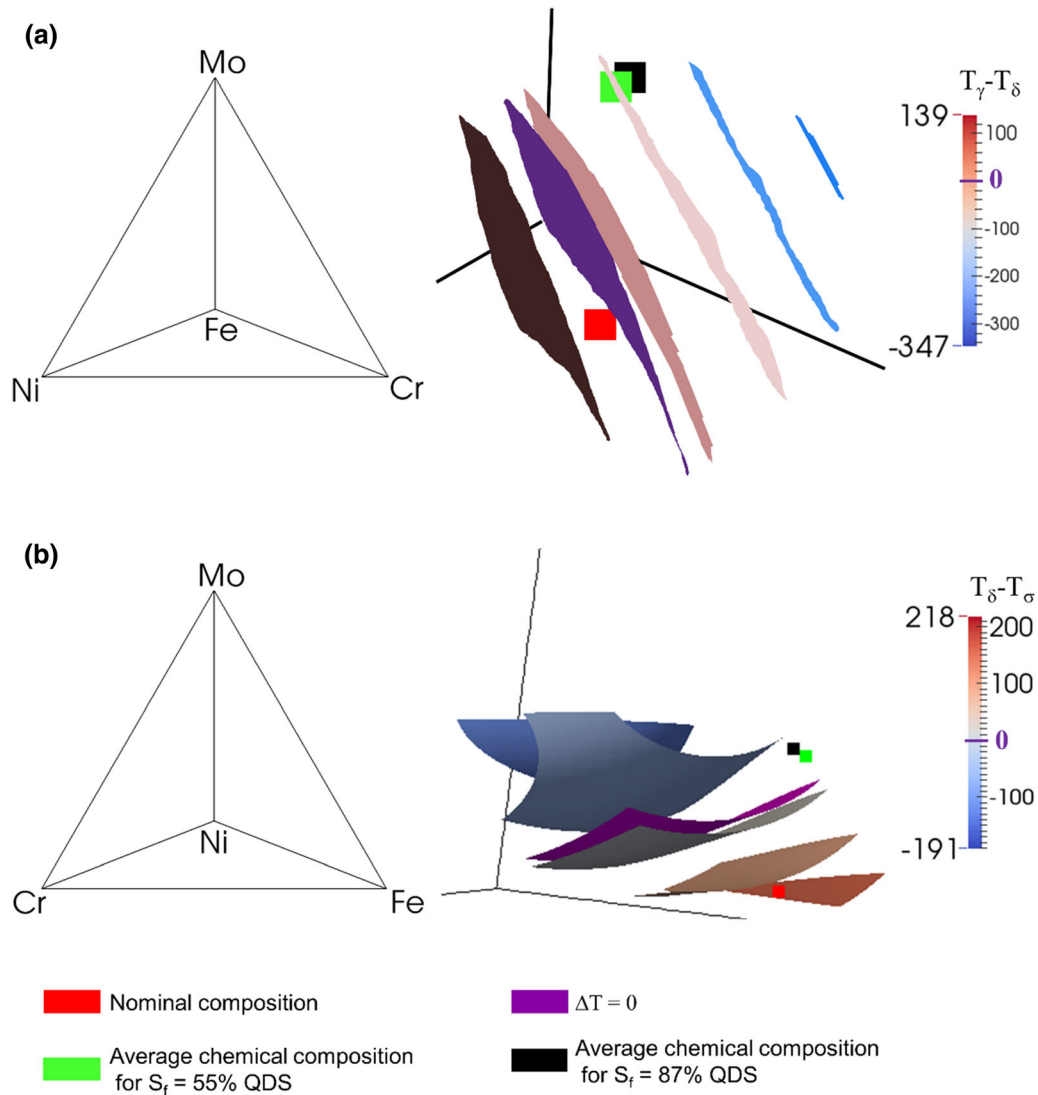 (a)
Mo
Fe
Ni
Cr
Tγ-Tδ
139
100
0
-100
-200
-300
-347
(b)
Mo
Ni
Cr
Fe
Tδ-Tσ
218
200
100
0
-100
-191
Nominal composition
ΔT = 0
Average chemical composition
for Sf = 55% QDS
Average chemical composition
for Sf = 87% QDS